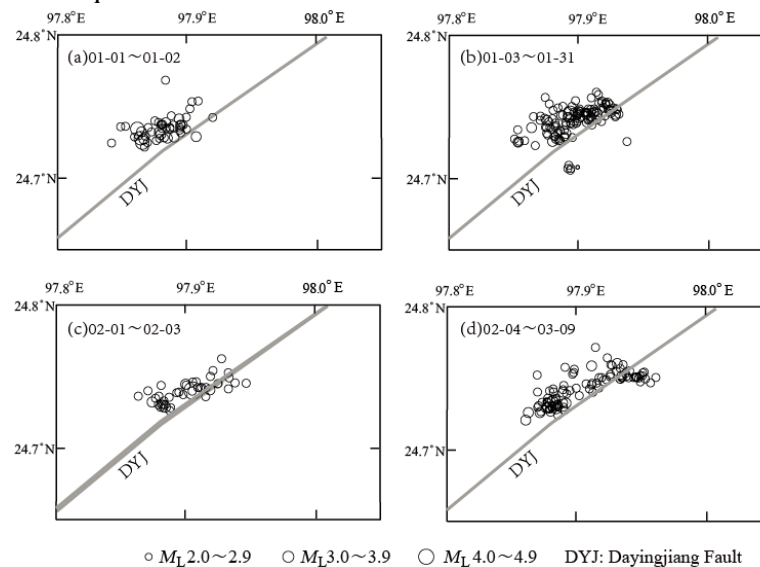 97.8°E 97.9° 98.0°E
24.8°N
(a)01-01～01-02
24.7°N
DYJ
97.8°E 97.9° 98.0°E
24.8°N
(b)01-03～01-31
24.7°N
DYJ
97.8°E 97.9° 98.0°E
24.8°N
(c)02-01～02-03
24.7°N
DYJ
97.8°E 97.9° 98.0°E
24.8°N
(d)02-04～03-09
24.7°N
DYJ
ML2.0～2.9 ML3.0～3.9 ML4.0～4.9 DYJ: Dayingjiang Fault